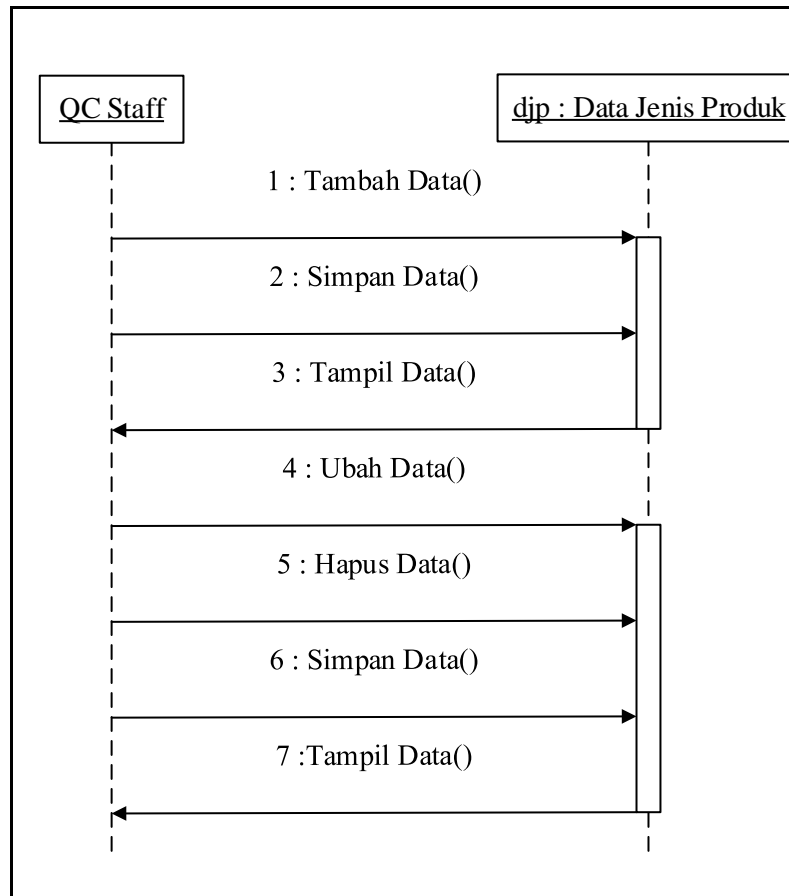 QC Staff
djp : Data Jenis Produk
1 : Tambah Data()
2 : Simpan Data()
3 : Tampil Data()
4 : Ubah Data()
5 : Hapus Data()
6 : Simpan Data()
7 :Tampil Data()